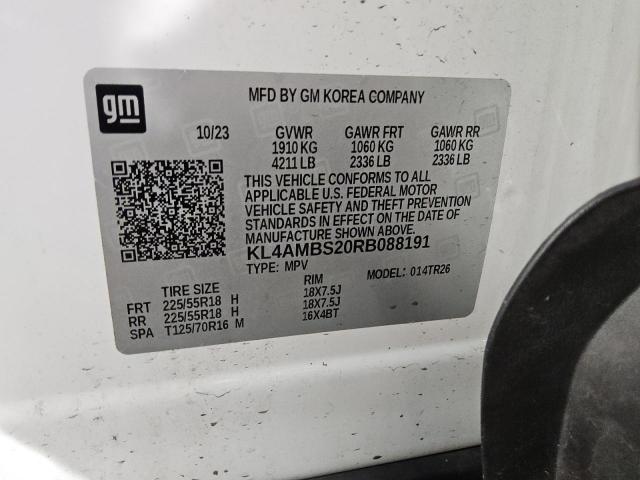 gm
MFD BY GM KOREA COMPANY
10/23 GVWR GAWR FRT GAWR RR
1910 KG 1060 KG 1060 KG
4211 LB 2336 LB 2336 LB
THIS VEHICLE CONFORMS TO ALL
APPLICABLE U.S. FEDERAL MOTOR
VEHICLE SAFETY AND THEFT PREVENTION
STANDARDS IN EFFECT ON THE DATE OF
MANUFACTURE SHOWN ABOVE.
KL4AMBS20RB088191
TYPE: MPV MODEL: 014TR26
TIRE SIZE RIM
FRT 225/55R18 H 18X7.5J
RR 225/55R18 H 18X7.5J
SPA T125/70R16 M 16X4BT